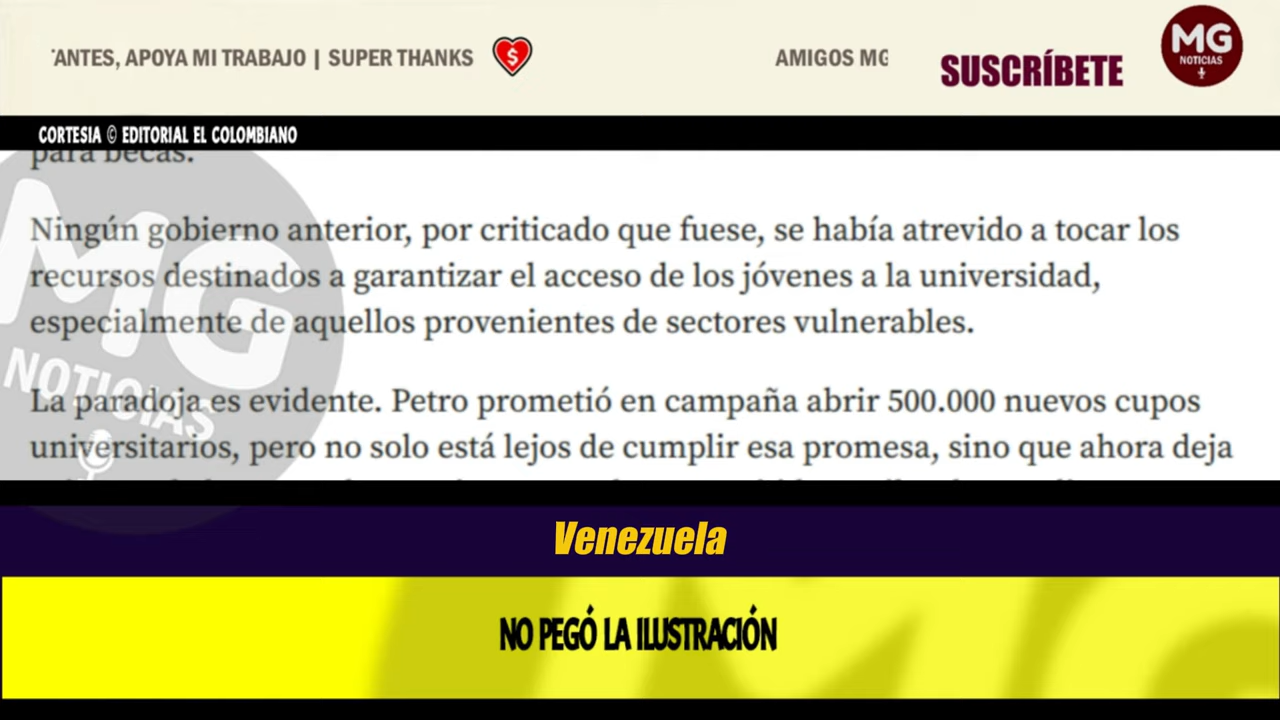 'ANTES, APOYA MI TRABAJO | SUPER THANKS
AMIGOS MG
SUSCRÍBETE
MG
NOTICIAS
CORTESIA © EDITORIAL EL COLOMBIANO
para becas.
Ningún gobierno anterior, por criticado que fuese, se había atrevido a tocar los
recursos destinados a garantizar el acceso de los jóvenes a la universidad,
especialmente de aquellos provenientes de sectores vulnerables.
La paradoja es evidente. Petro prometió en campaña abrir 500.000 nuevos cupos
universitarios, pero no solo está lejos de cumplir esa promesa, sino que ahora deja
MG
NOTICIAS
Venezuela
NO PEGÓ LA ILUSTRACIÓN